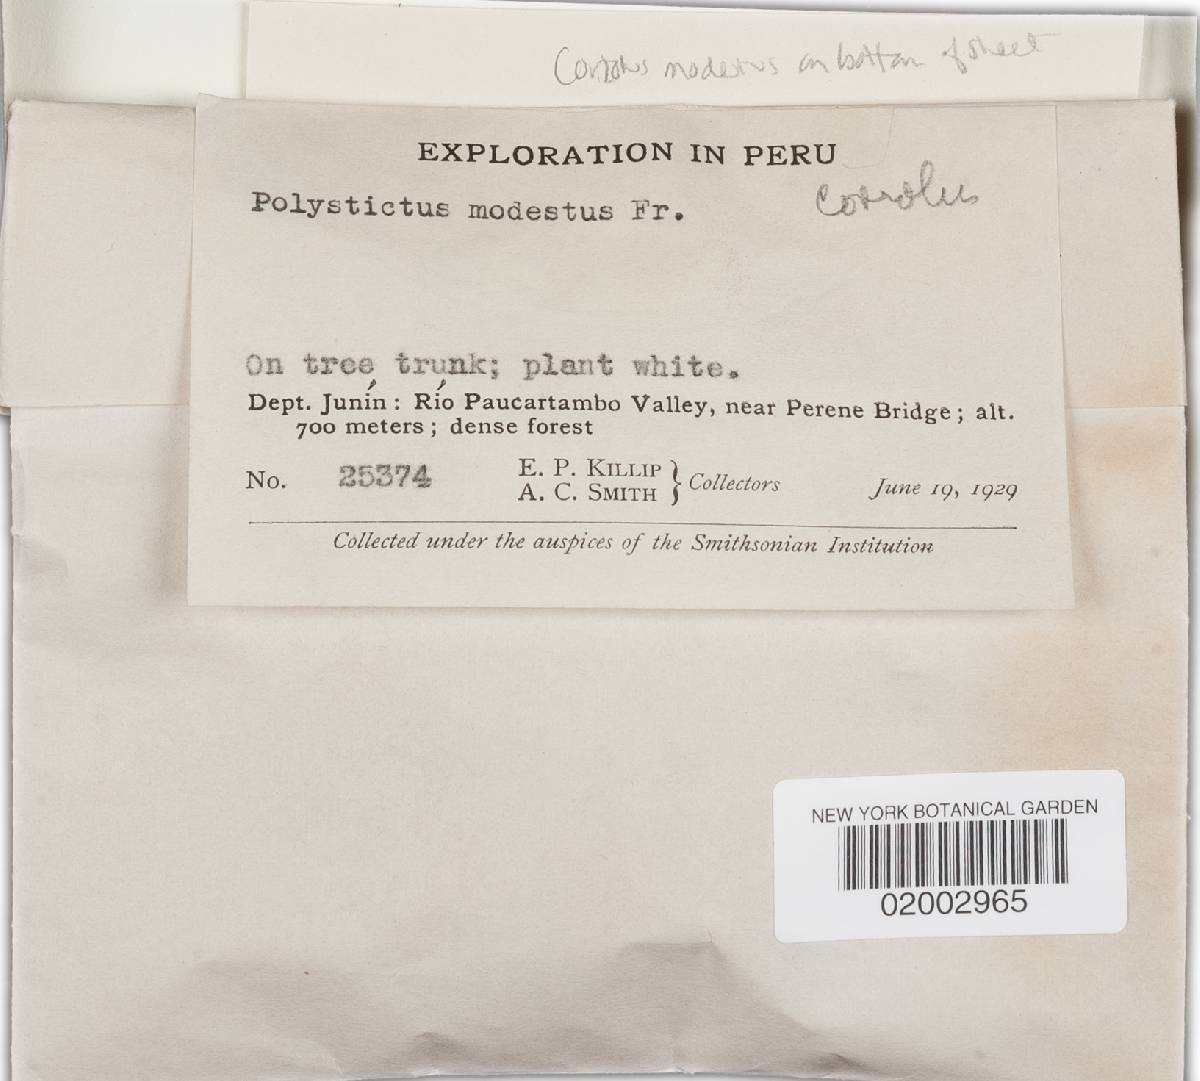 Coriolus modestus on bottom of sheet
EXPLORATION IN PERU
Polystictus modestus Fr.
Coriolus
On tree trunk; plant white.
Dept. Junín: Río Paucartambo Valley, near Perene Bridge; alt.
700 meters; dense forest
No. 25374 E. P. KILLIP
A. C. SMITH } Collectors June 19, 1929
Collected under the auspices of the Smithsonian Institution
NEW YORK BOTANICAL GARDEN
02002965